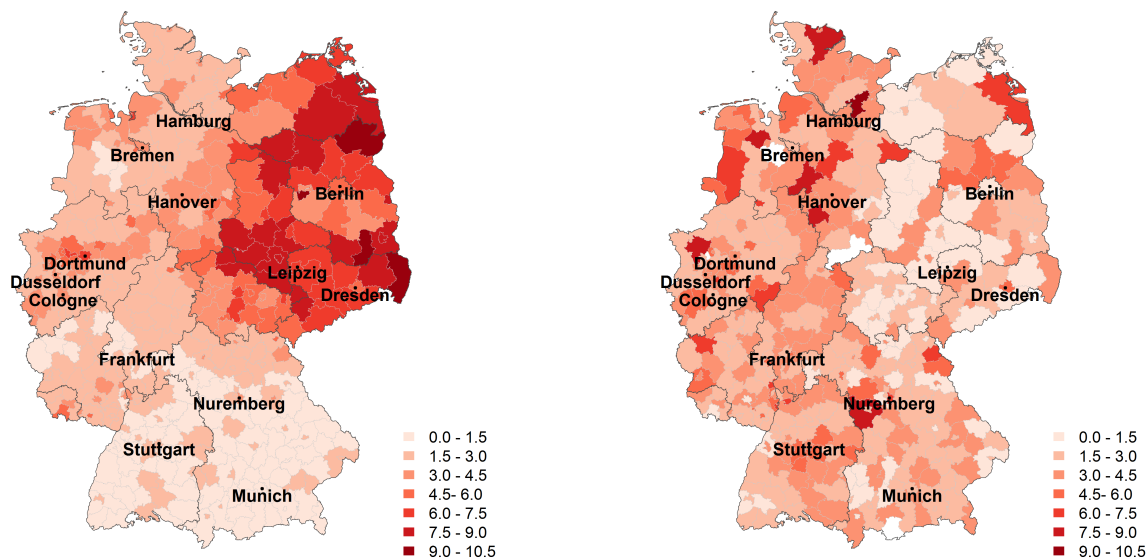 Hamburg
Bremen
Hanover
Berlin
Dortmund
Dusseldorf
Cologne
Leipzig
Dresden
Frankfurt
Nuremberg
Stuttgart
Munich
0.0 - 1.5
1.5 - 3.0
3.0 - 4.5
4.5- 6.0
6.0 - 7.5
7.5 - 9.0
9.0 - 10.5
Hamburg
Bremen
Hanover
Berlin
Dortmund
Dusseldorf
Cologne
Leipzig
Dresden
Frankfurt
Nuremberg
Stuttgart
Munich
0.0 - 1.5
1.5 - 3.0
3.0 - 4.5
4.5- 6.0
6.0 - 7.5
7.5 - 9.0
9.0 - 10.5